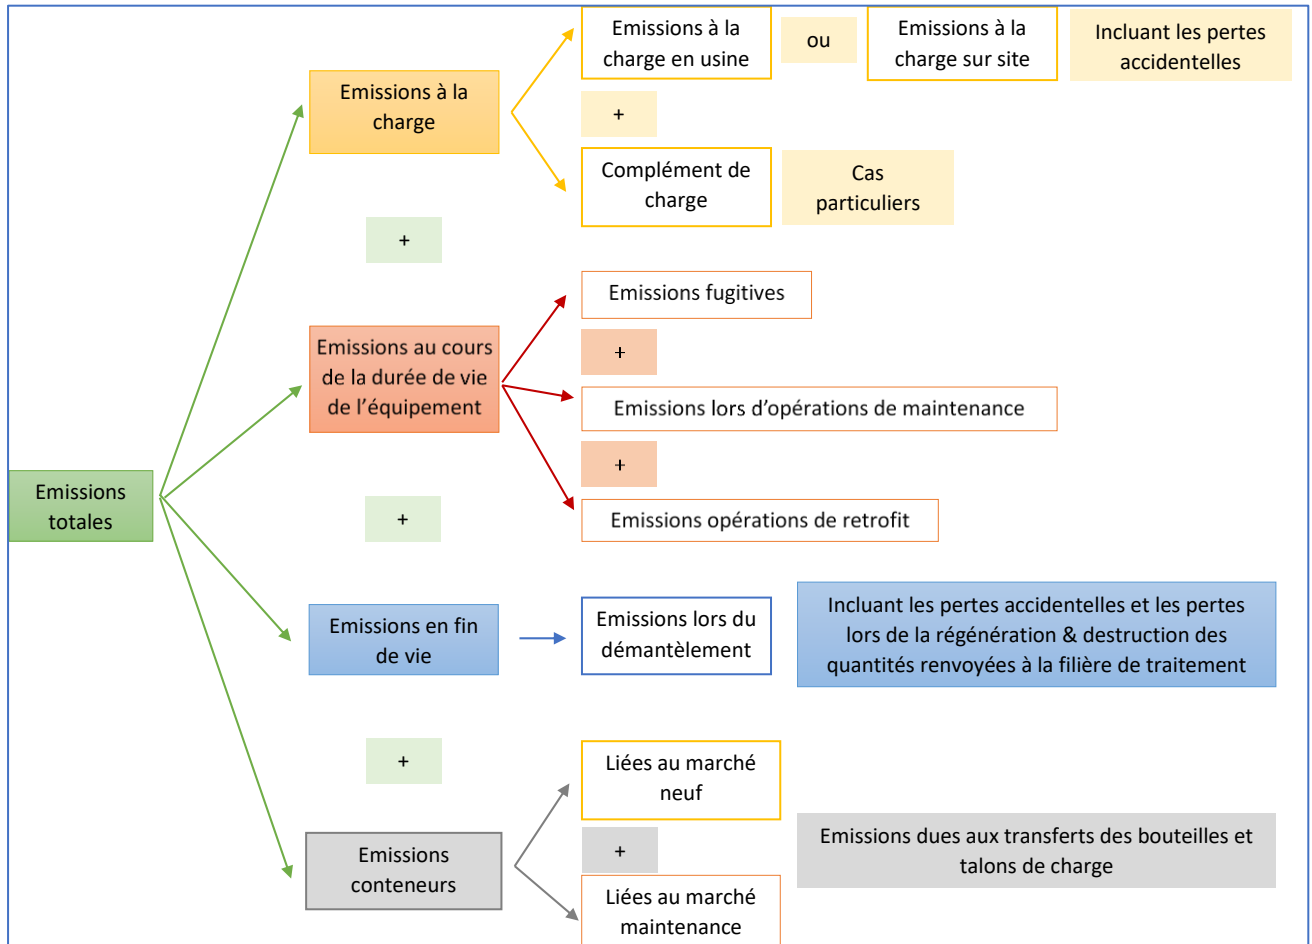 Emissions à la
charge en usine
ou
Emissions à la
charge sur site
Incluant les pertes
accidentelles
Emissions à la
charge
+
Complément de
charge
Cas
particuliers
+
Emissions fugitives
Emissions au cours
de la durée de vie
de l’équipement
+
Emissions lors d’opérations de maintenance
+
Emissions opérations de retrofit
Emissions
totales
+
Emissions en fin
de vie
Emissions lors du
démantèlement
Incluant les pertes accidentelles et les pertes
lors de la régénération & destruction des
quantités renvoyées à la filière de traitement
+
Liées au marché
neuf
Emissions
conteneurs
+
Emissions dues aux transferts des bouteilles et
talons de charge
Liées au marché
maintenance